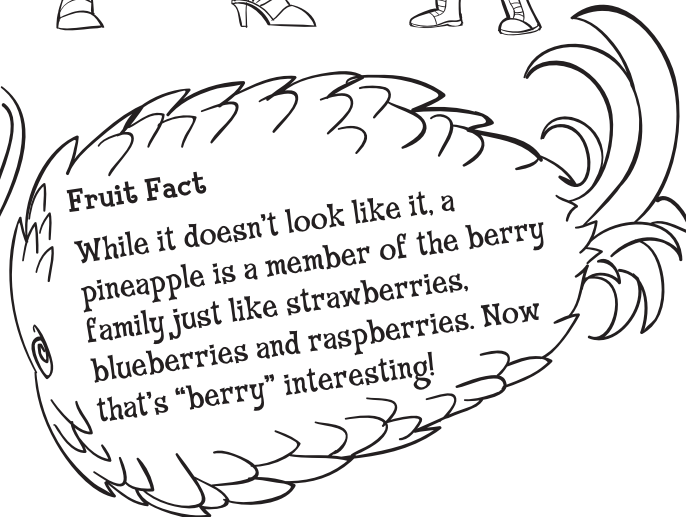 Fruit Fact
While it doesn't look like it, a
pineapple is a member of the berry
family just like strawberries,
blueberries and raspberries. Now
that's “berry” interesting!